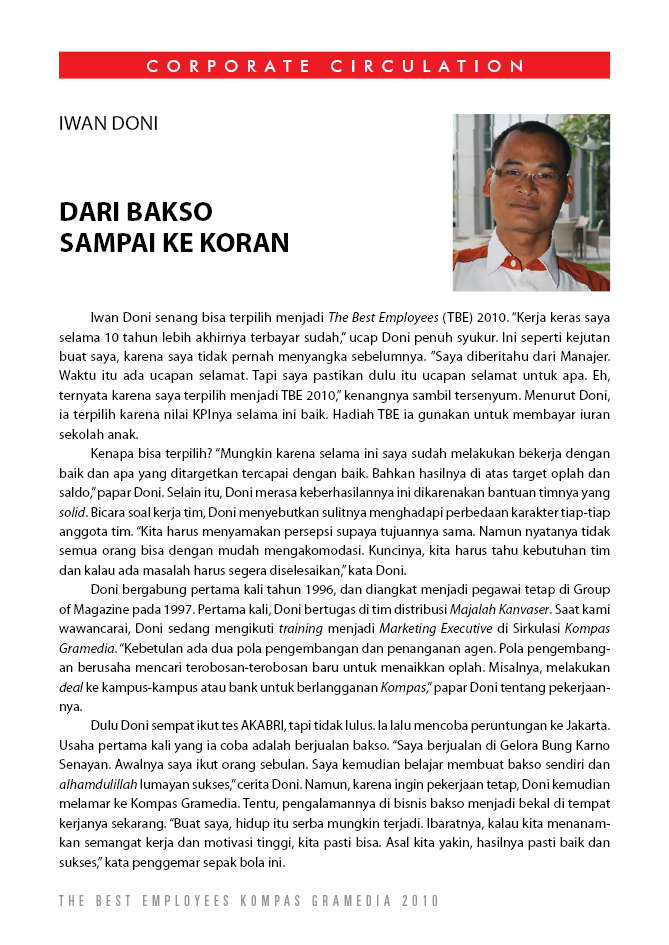 CORPORATE CIRCULATION
IWAN DONI
DARI BAKSO
SAMPAI KE KORAN
Iwan Doni senang bisa terpilih menjadi The Best Employees (TBE) 2010. “Kerja keras saya
selama 10 tahun lebih akhirnya terbayar sudah,“ ucap Doni penuh syukur. Ini seperti kejutan
buat saya, karena saya tidak pernah menyangka sebelumnya. ”Saya diberitahu dari Manajer.
Waktu itu ada ucapan selamat. Tapi saya pastikan dulu itu ucapan selamat untuk apa. Eh,
ternyata karena saya terpilih menjadi TBE 2010,” kenangnya sambil tersenyum. Menurut Doni,
ia terpilih karena nilai KPInya selama ini baik. Hadiah TBE ia gunakan untuk membayar iuran
sekolah anak.
Kenapa bisa terpilih? “Mungkin karena selama ini saya sudah melakukan bekerja dengan
baik dan apa yang ditargetkan tercapai dengan baik. Bahkan hasilnya di atas target oplah dan
saldo,” papar Doni. Selain itu, Doni merasa keberhasilannya ini dikarenakan bantuan timnya yang
solid. Bicara soal kerja tim, Doni menyebutkan sulitnya menghadapi perbedaan karakter tiap-tiap
anggota tim. “Kita harus menyamakan persepsi supaya tujuannya sama. Namun nyatanya tidak
semua orang bisa dengan mudah mengakomodasi. Kuncinya, kita harus tahu kebutuhan tim
dan kalau ada masalah harus segera diselesaikan,” kata Doni.
Doni bergabung pertama kali tahun 1996, dan diangkat menjadi pegawai tetap di Group
of Magazine pada 1997. Pertama kali, Doni bertugas di tim distribusi Majalah Kanvaser. Saat kami
wawancarai, Doni sedang mengikuti training menjadi Marketing Executive di Sirkulasi Kompas
Gramedia. “Kebetulan ada dua pola pengembangan dan penanganan agen. Pola pengembang-
an berusaha mencari terobosan-terobosan baru untuk menaikkan oplah. Misalnya, melakukan
deal ke kampus-kampus atau bank untuk berlangganan Kompas,“ papar Doni tentang pekerjaan-
nya.
Dulu Doni sempat ikut tes AKABRI, tapi tidak lulus. Ia lalu mencoba peruntungan ke Jakarta.
Usaha pertama kali yang ia coba adalah berjualan bakso. “Saya berjualan di Gelora Bung Karno
Senayan. Awalnya saya ikut orang sebulan. Saya kemudian belajar membuat bakso sendiri dan
alhamdulillah lumayan sukses,“ cerita Doni. Namun, karena ingin pekerjaan tetap, Doni kemudian
melamar ke Kompas Gramedia. Tentu, pengalamannya di bisnis bakso menjadi bekal di tempat
kerjanya sekarang. “Buat saya, hidup itu serba mungkin terjadi. Ibaratnya, kalau kita menanam-
kan semangat kerja dan motivasi tinggi, kita pasti bisa. Asal kita yakin, hasilnya pasti baik dan
sukses,” kata penggemar sepak bola ini.
THE BEST EMPLOYEES KOMPAS GRAMEDIA 2010